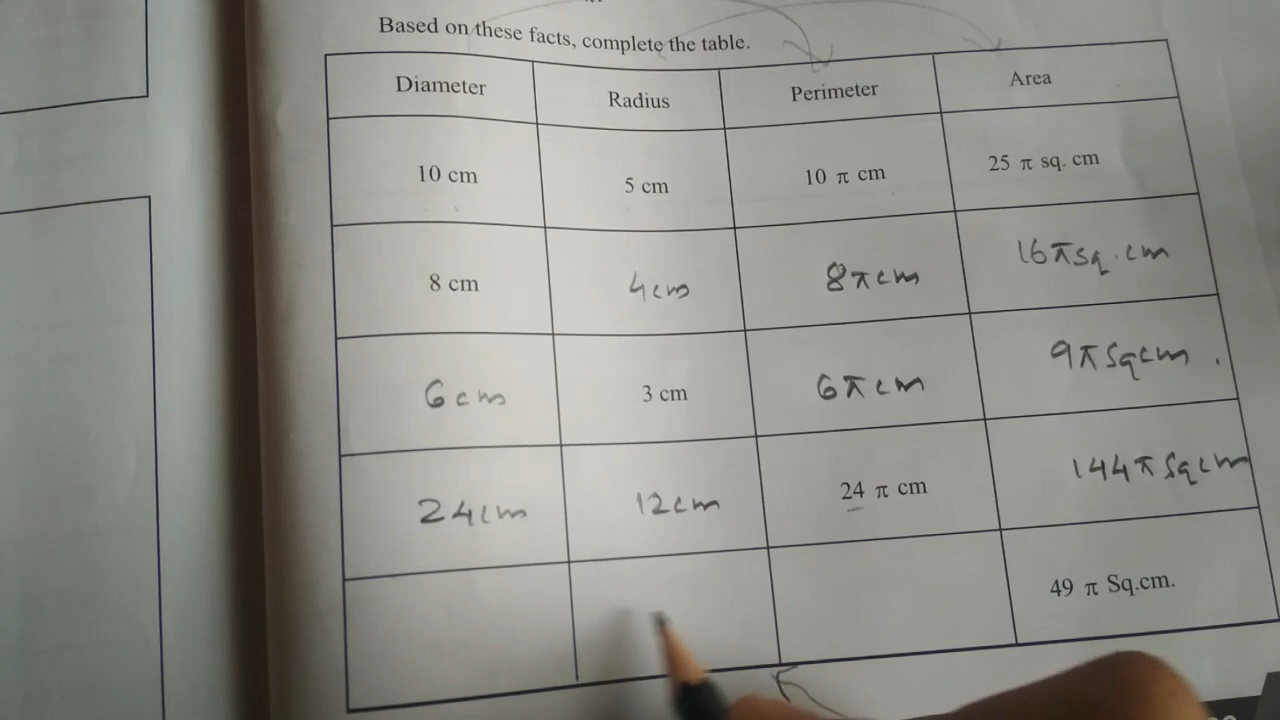 Based on these facts, complete the table.
Diameter Radius Perimeter Area
10 cm 5 cm 10 π cm 25 π sq. cm
8 cm 4cm 8πcm 16πsq.cm
6cm 3 cm 6πcm 9πsqcm.
24cm 12cm 24 π cm 144πsqcm
49 π Sq.cm.